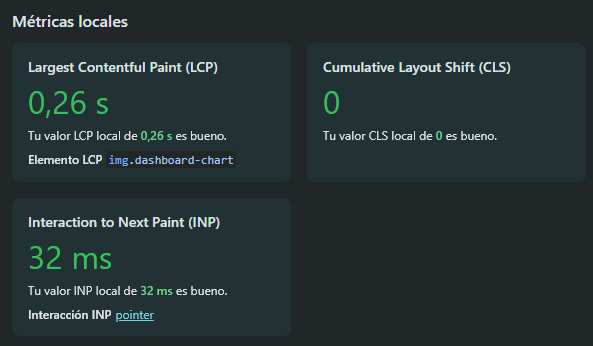 Métricas locales
Largest Contentful Paint (LCP)
0,26 s
Tu valor LCP local de 0,26 s es bueno.
Elemento LCP img.dashboard-chart
Cumulative Layout Shift (CLS)
0
Tu valor CLS local de 0 es bueno.
Interaction to Next Paint (INP)
32 ms
Tu valor INP local de 32 ms es bueno.
Interacción INP pointer